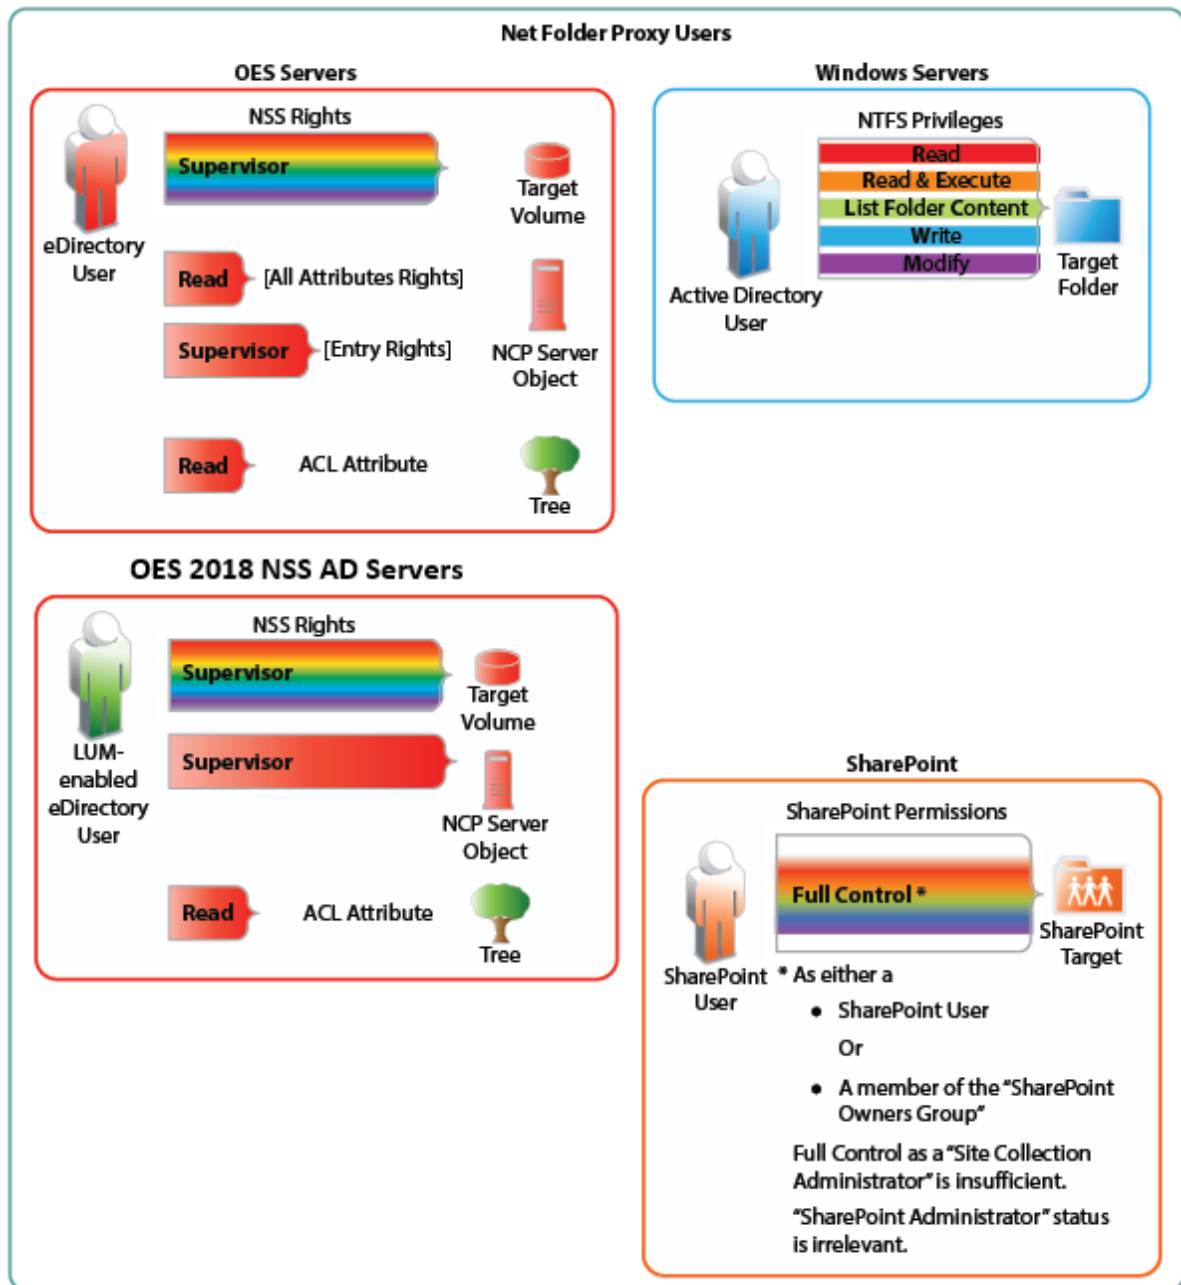 Net Folder Proxy Users
OES Servers
NSS Rights
Supervisor
Target
Volume
eDirectory
User
Read
[All Attributes Rights]
Supervisor
[Entry Rights]
NCP Server
Object
Read
ACL Attribute
Tree
Windows Servers
NTFS Privileges
Read
Read & Execute
List Folder Content
Write
Modify
Active Directory
User
Target
Folder
OES 2018 NSS AD Servers
NSS Rights
Supervisor
Target
Volume
LUM-
enabled
eDirectory
User
Supervisor
NCP Server
Object
Read
ACL Attribute
Tree
SharePoint
SharePoint Permissions
Full Control *
SharePoint
User
SharePoint
Target
* As either a
● SharePoint User
Or
● A member of the “SharePoint
Owners Group”
Full Control as a “Site Collection
Administrator” is insufficient.
“SharePoint Administrator” status
is irrelevant.